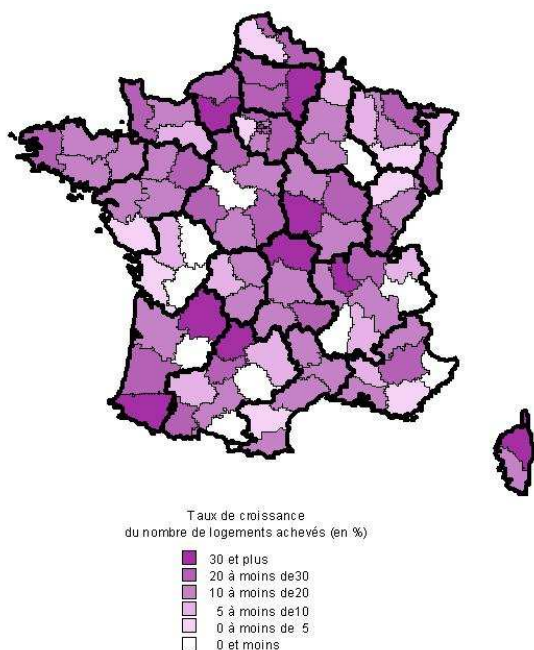 Taux de croissance
du nombre de logements achevés (en %)
30 et plus
20 à moins de30
10 à moins de20
5 à moins de10
0 à moins de 5
0 et moins